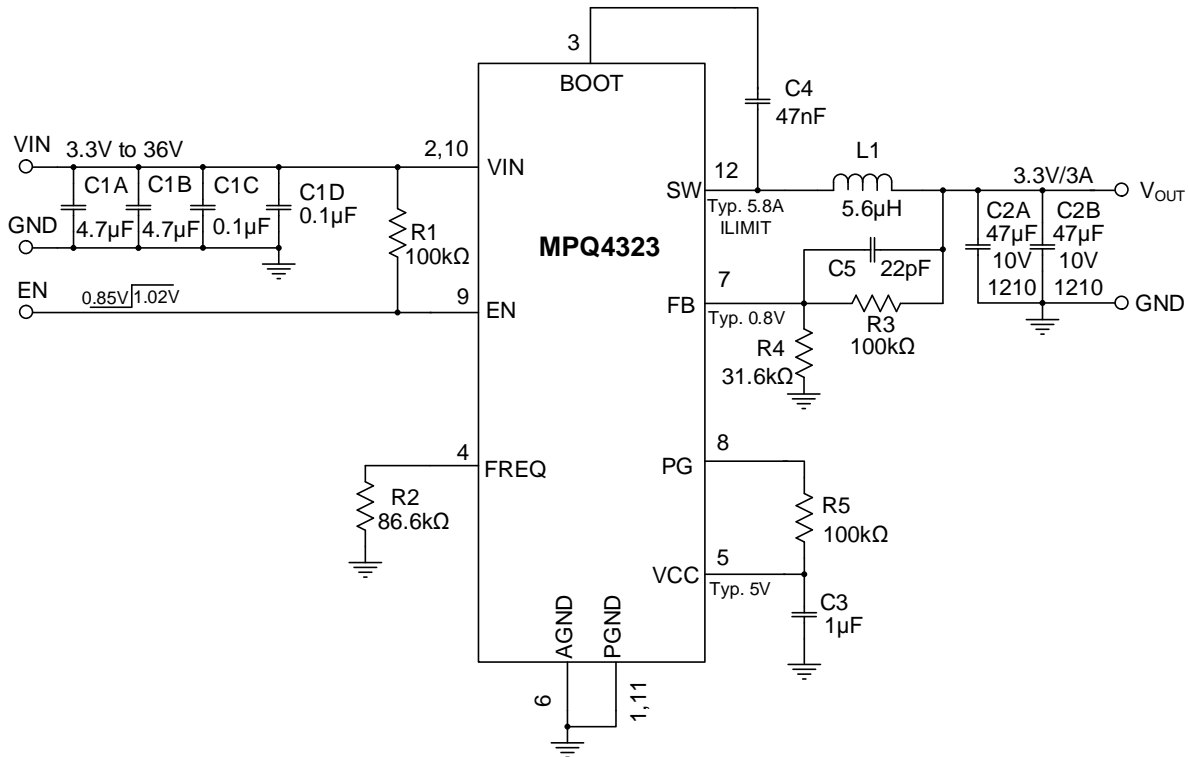 3
BOOT
C4
47nF
VIN
3.3V to 36V
2,10
VIN
C1A
4.7µF
C1B
4.7µF
C1C
0.1µF
C1D
0.1µF
GND
R1
100kΩ
EN
0.85V
1.02V
9
EN
MPQ4323
12
SW
Typ. 5.8A
ILIMIT
L1
5.6µH
3.3V/3A
VOUT
C2A
47µF
10V
1210
C2B
47µF
10V
1210
GND
C5
22pF
7
FB
Typ. 0.8V
R3
100kΩ
R4
31.6kΩ
4
FREQ
R2
86.6kΩ
8
PG
R5
100kΩ
5
VCC
Typ. 5V
C3
1µF
AGND
PGND
6
1,11